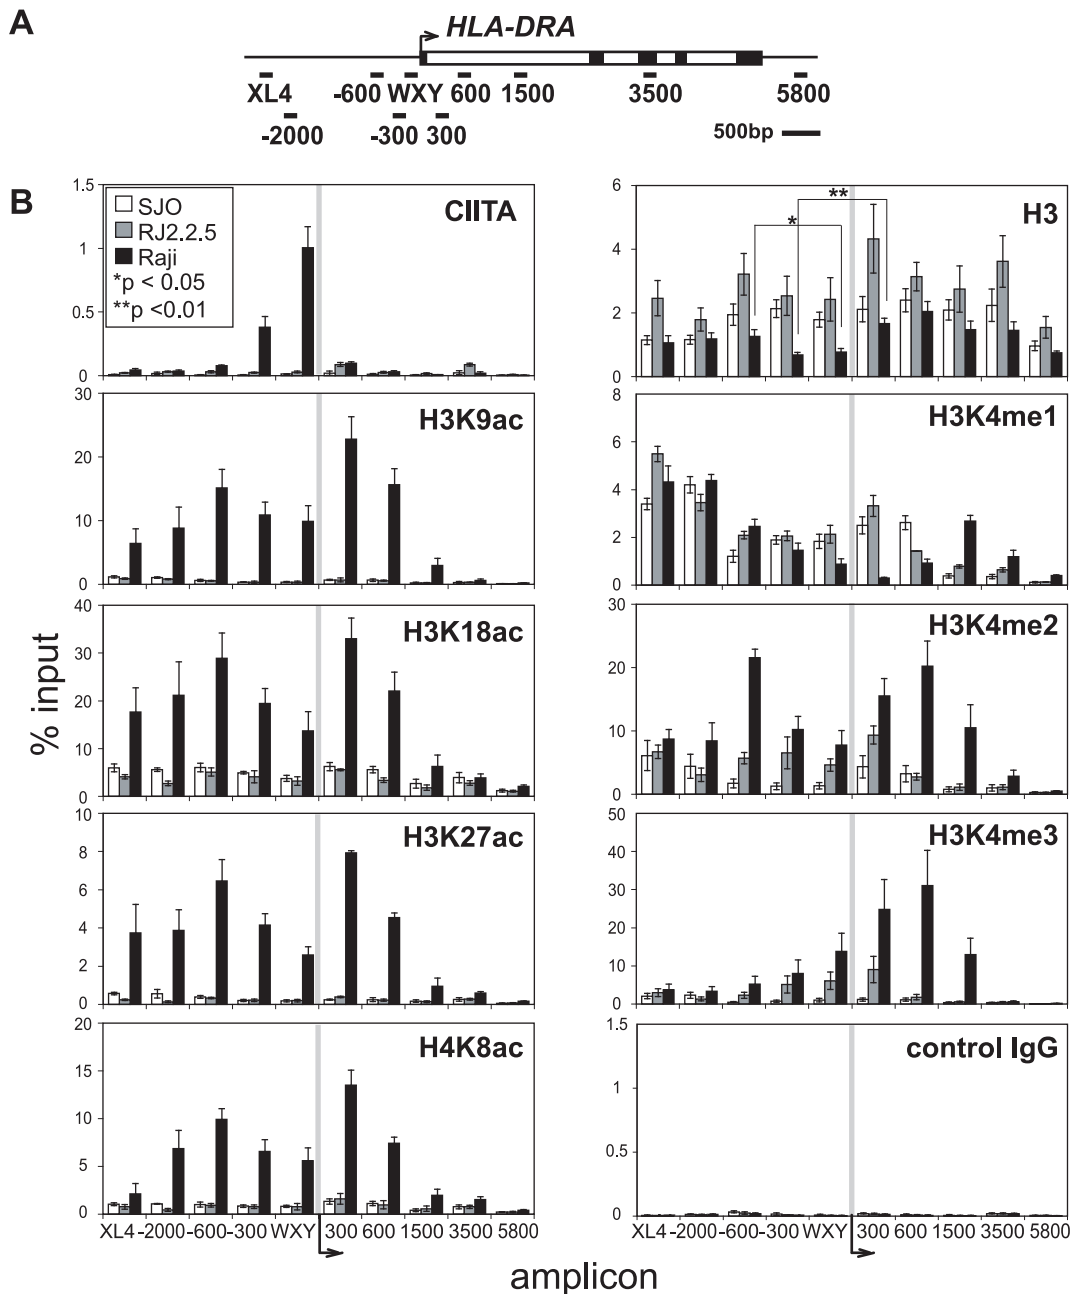 A
HLA-DRA
XL4 -600 WXY 600 1500 3500 5800
-2000 -300 300 500bp
B
% input
1.5
1
0.5
0
SJO
RJ2.2.5
Raji
*p < 0.05
**p <0.01
CIITA
6
4
2
0
* **
H3
30
20
10
0
H3K9ac
8
6
4
2
0
H3K4me1
40
30
20
10
0
H3K18ac
30
20
10
0
H3K4me2
10
8
6
4
2
0
H3K27ac
50
40
30
20
10
0
H3K4me3
20
15
10
5
0
H4K8ac
XL4 -2000 -600 -300 WXY 300 600 1500 3500 5800
1.5
1
0.5
0
control IgG
XL4 -2000 -600 -300 WXY 300 600 1500 3500 5800
amplicon